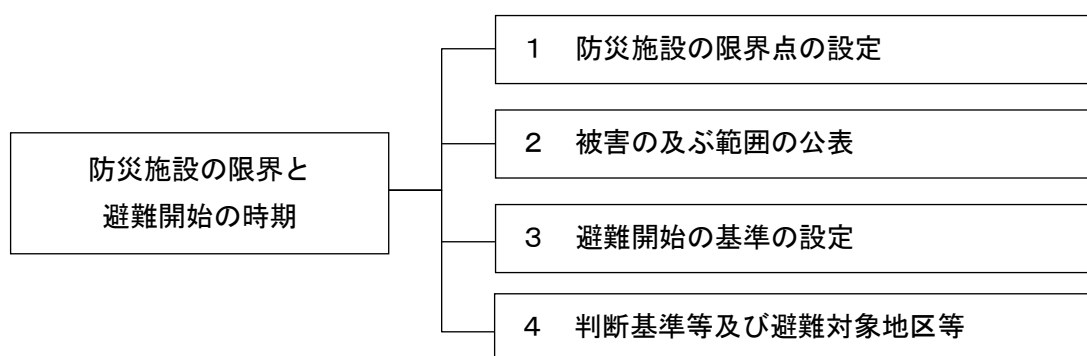 防災施設の限界と
避難開始の時期
１　防災施設の限界点の設定
２　被害の及ぶ範囲の公表
３　避難開始の基準の設定
４　判断基準等及び避難対象地区等